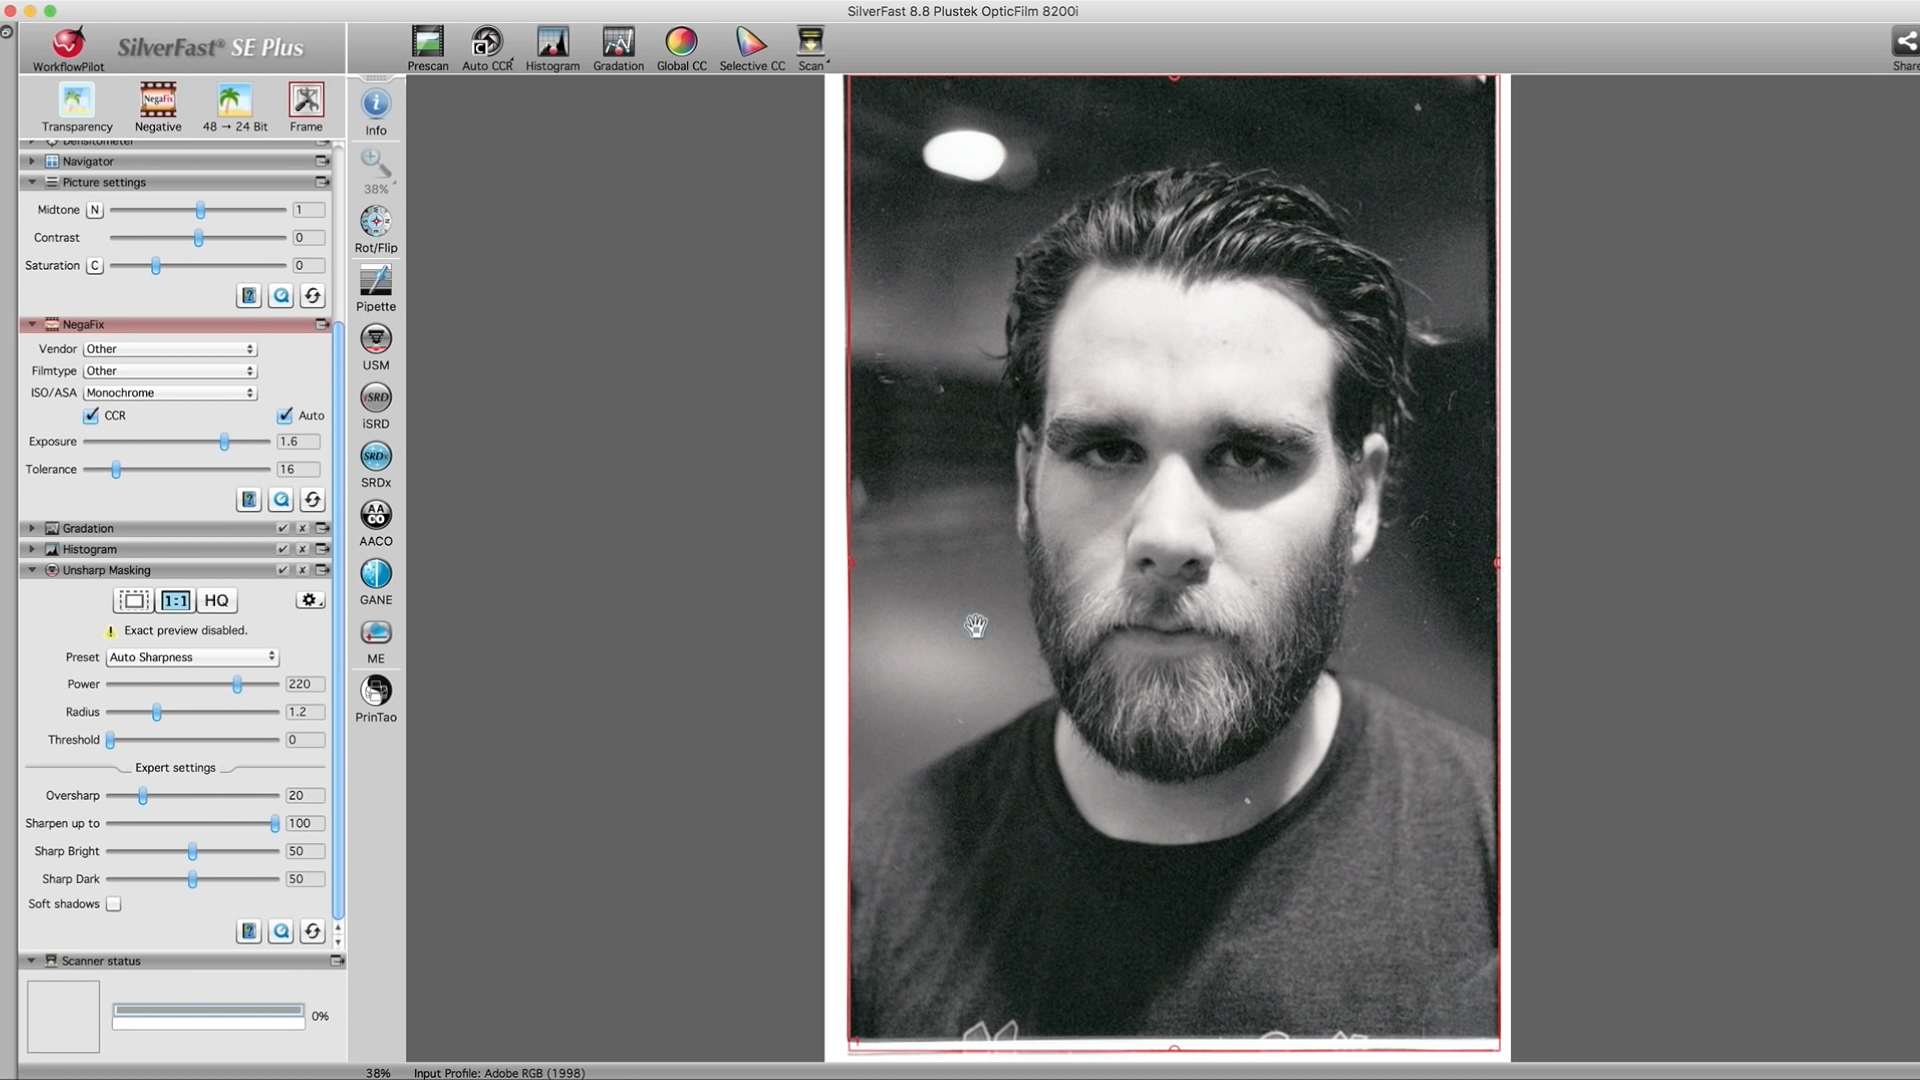 SilverFast 8.8 Plustek OpticFilm 8200i
WorkflowPilot
SilverFast® SE Plus
Prescan
Auto CCR
Histogram
Gradation
Global CC
Selective CC
Scan
Share
Transparency
NegaFix
Negative
48 → 24 Bit
Frame
Densitometer
Navigator
Picture settings
Midtone N 1
Contrast 0
Saturation C 0
NegaFix
Vendor Other
Filmtype Other
ISO/ASA Monochrome
CCR Auto
Exposure 1.6
Tolerance 16
Gradation
Histogram
Unsharp Masking
1:1 HQ
Exact preview disabled.
Preset Auto Sharpness
Power 220
Radius 1.2
Threshold 0
Expert settings
Oversharp 20
Sharpen up to 100
Sharp Bright 50
Sharp Dark 50
Soft shadows
Scanner status
0%
Info
38%
Rot/Flip
Pipette
USM
iSRD
iSRD
SRDx
SRDx
AACO
AACO
GANE
ME
PrinTao
38% Input Profile: Adobe RGB (1998)